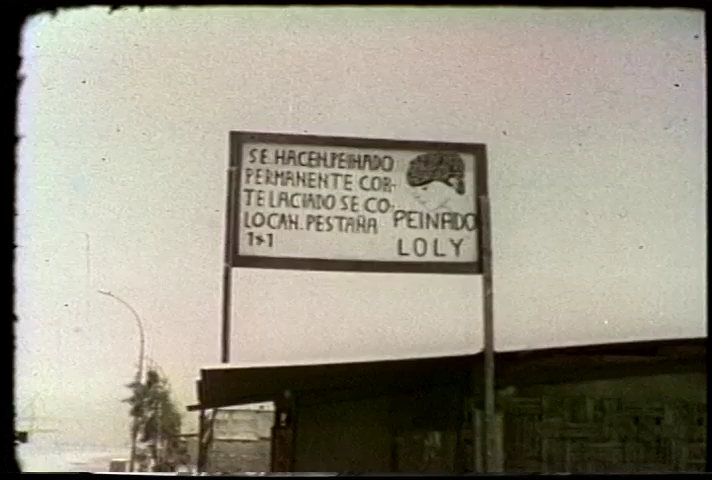 SE HACEN.PEINADO
PERMANENTE COR-
TE LACIADO SE CO-
LOCAN. PESTAÑA
1*1
PEINADO
LOLY